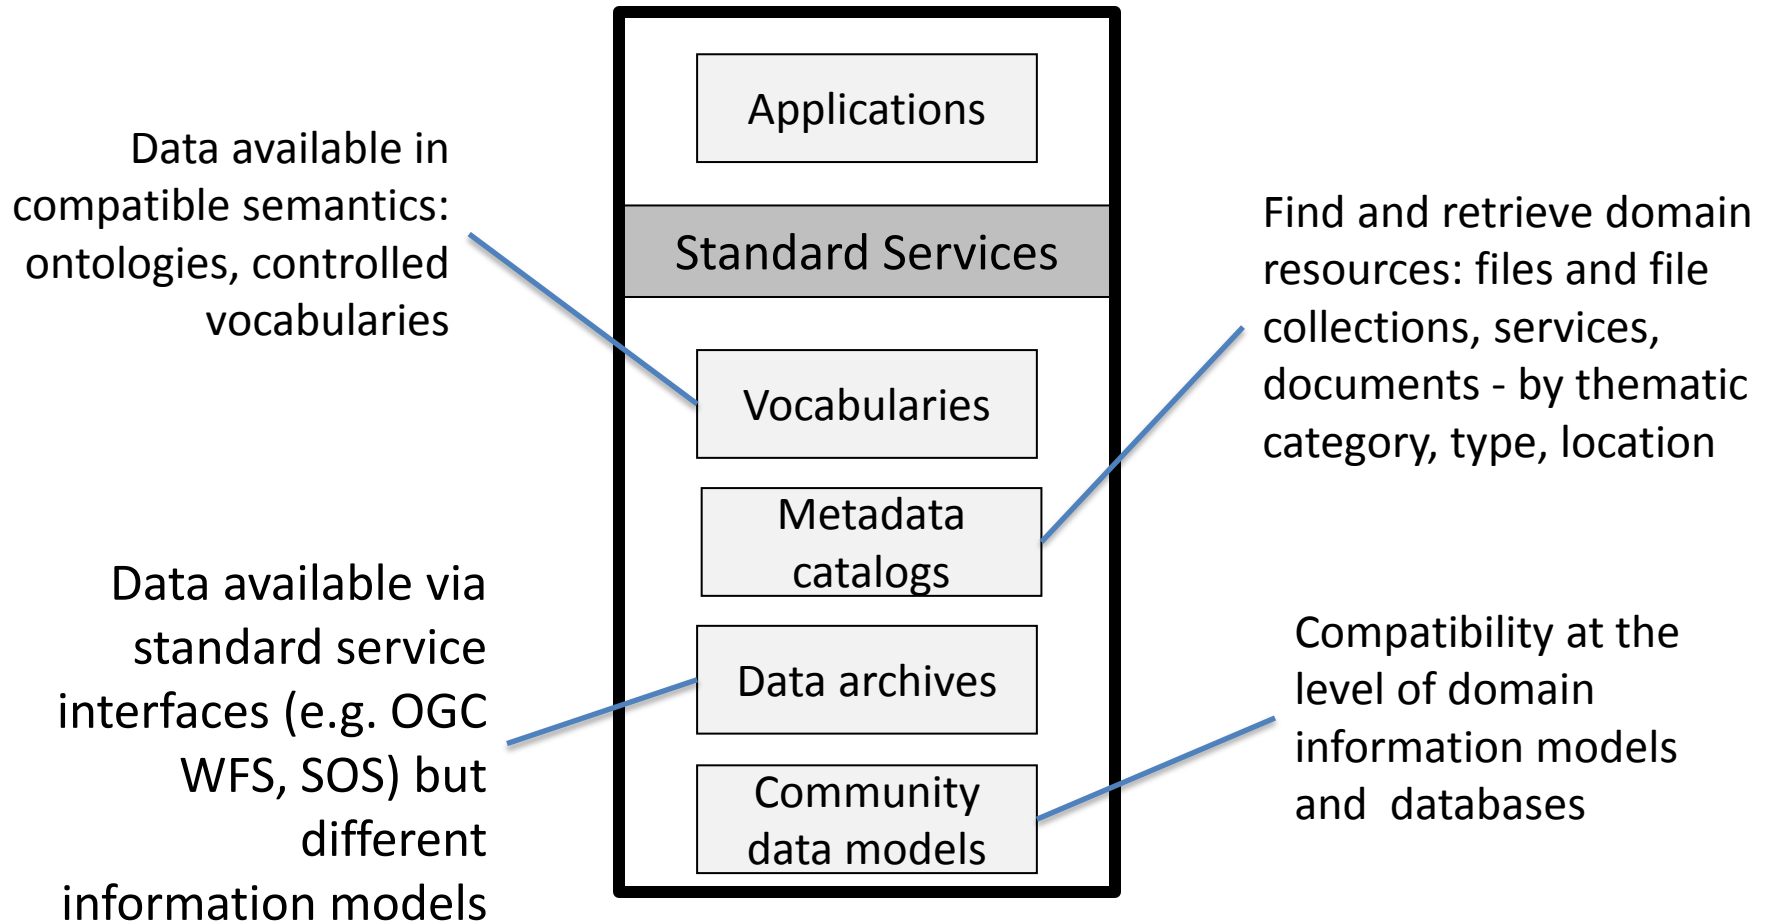 Applications
Standard Services
Vocabularies
Metadata
catalogs
Data archives
Community
data models
Data available in
compatible semantics:
ontologies, controlled
vocabularies
Data available via
standard service
interfaces (e.g. OGC
WFS, SOS) but
different
information models
Find and retrieve domain
resources: files and file
collections, services,
documents - by thematic
category, type, location
Compatibility at the
level of domain
information models
and  databases